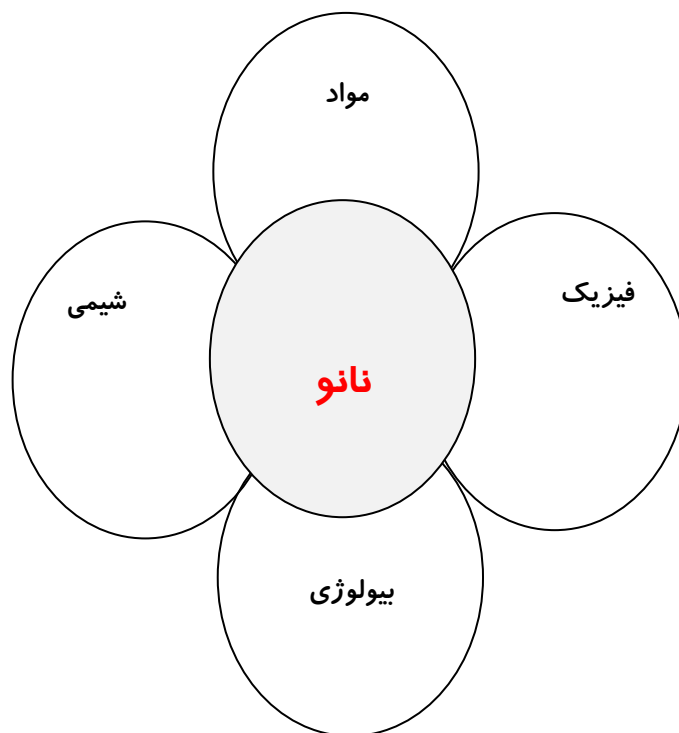 مواد
فیزیک
شیمی
نانو
بیولوژی